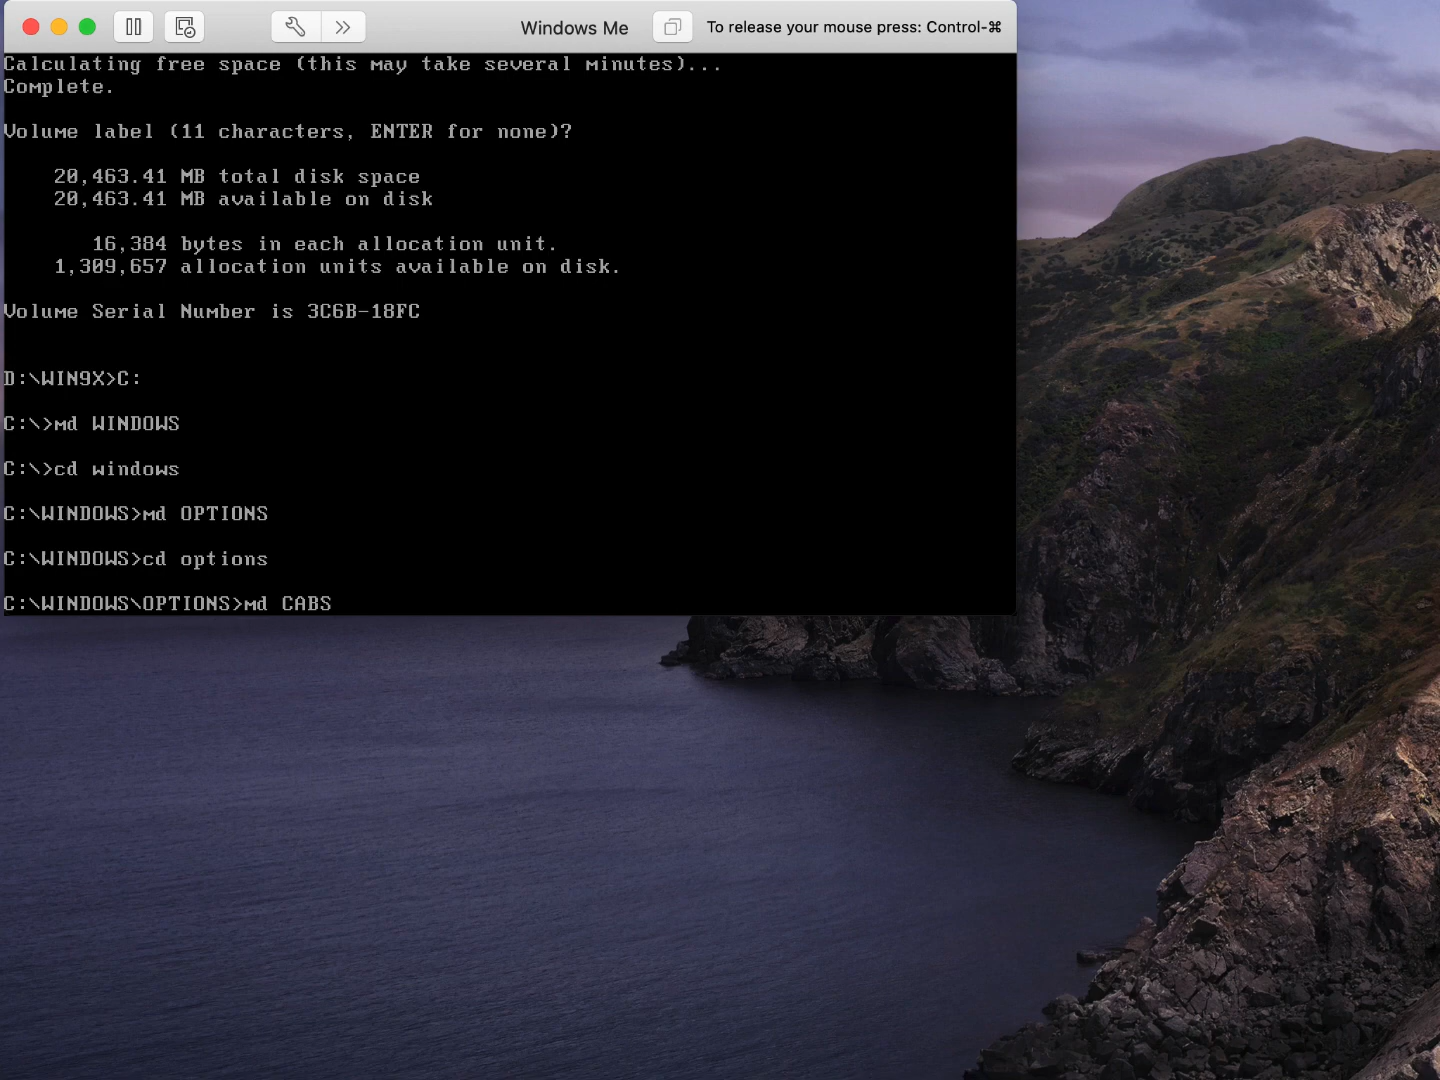 Windows Me
To release your mouse press: Control-⌘
Calculating free space (this may take several minutes)...
Complete.
Volume label (11 characters, ENTER for none)?
20,463.41 MB total disk space
20,463.41 MB available on disk
16,384 bytes in each allocation unit.
1,309,657 allocation units available on disk.
Volume Serial Number is 3C6B-18FC
D:\WIN9X>C:
C:\>md WINDOWS
C:\>cd windows
C:\WINDOWS>md OPTIONS
C:\WINDOWS>cd options
C:\WINDOWS\OPTIONS>md CABS